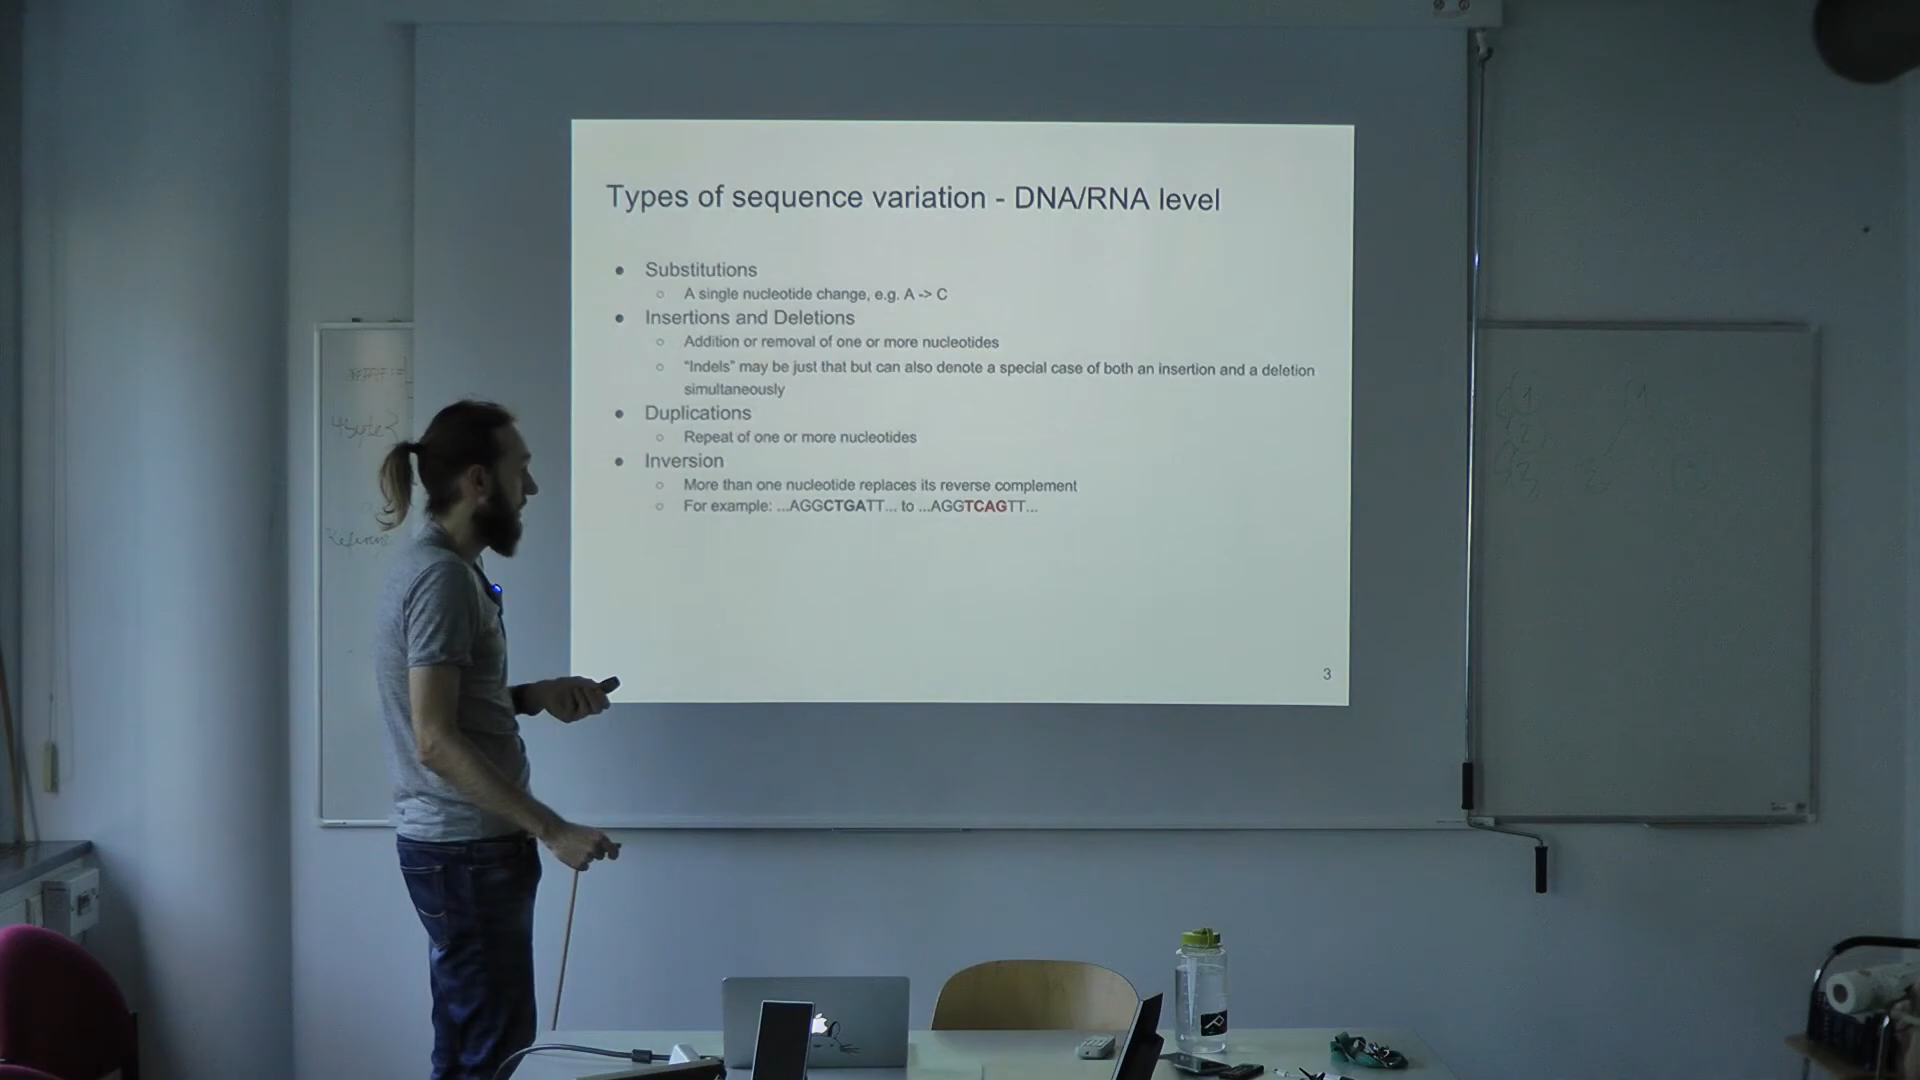 Types of sequence variation - DNA/RNA level
● Substitutions
○ A single nucleotide change, e.g. A -> C
● Insertions and Deletions
○ Addition or removal of one or more nucleotides
○ “Indels” may be just that but can also denote a special case of both an insertion and a deletion
simultaneously
● Duplications
○ Repeat of one or more nucleotides
● Inversion
○ More than one nucleotide replaces its reverse complement
○ For example: ...AGGCTGATT... to ...AGGTCAGTT...
3
4Byte